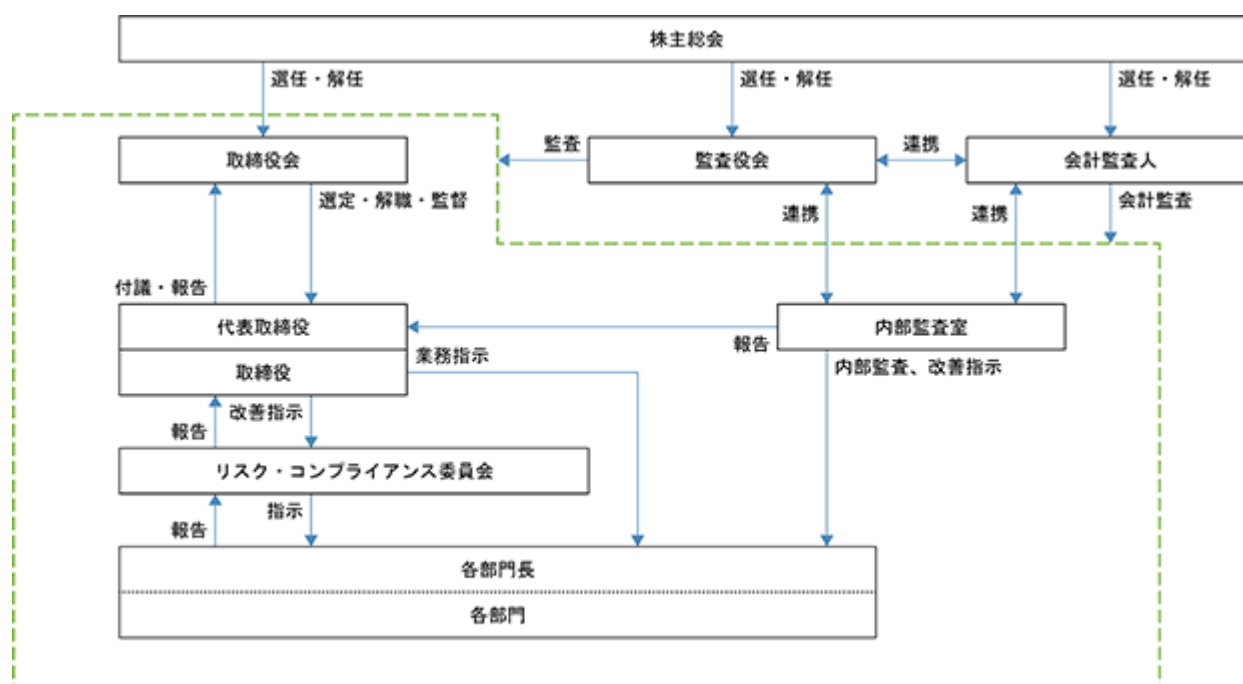 株主総会
選任・解任
選任・解任
選任・解任
取締役会
監査
監査役会
連携
会計監査人
選定・解職・監督
連携
連携
会計監査
付議・報告
代表取締役
内部監査室
報告
業務指示
取締役
内部監査、改善指示
改善指示
報告
リスク・コンプライアンス委員会
指示
報告
各部門長
各部門